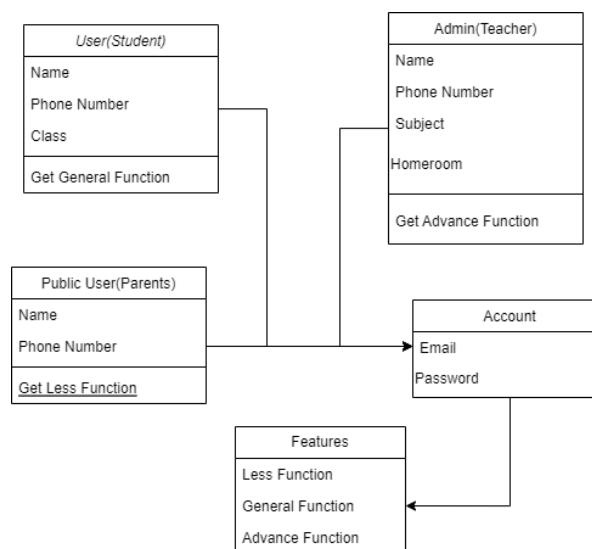 User(Student)
Name
Phone Number
Class
Get General Function
Admin(Teacher)
Name
Phone Number
Subject
Homeroom
Get Advance Function
Public User(Parents)
Name
Phone Number
Get Less Function
Account
Email
Password
Features
Less Function
General Function
Advance Function